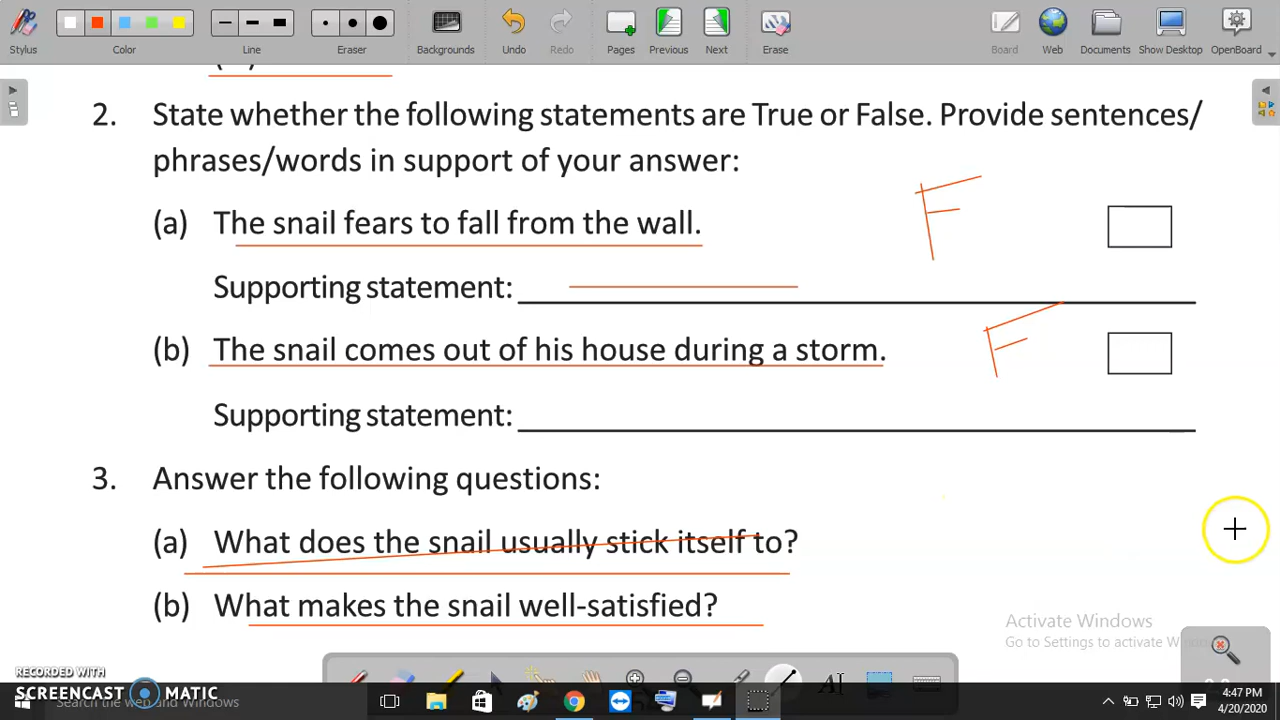 Stylus
Color
Line
Eraser
Backgrounds
Undo
Redo
Pages
Previous
Next
Erase
Board
Web
Documents
Show Desktop
OpenBoard
2. State whether the following statements are True or False. Provide sentences/
phrases/words in support of your answer:
(a) The snail fears to fall from the wall.
F
Supporting statement:
(b) The snail comes out of his house during a storm.
F
Supporting statement:
3. Answer the following questions:
(a) What does the snail usually stick itself to?
(b) What makes the snail well-satisfied?
Activate Windows
Go to Settings to activate
RECORDED WITH
SCREENCAST MATIC
Search the web and Windows
4:47 PM
4/20/2020